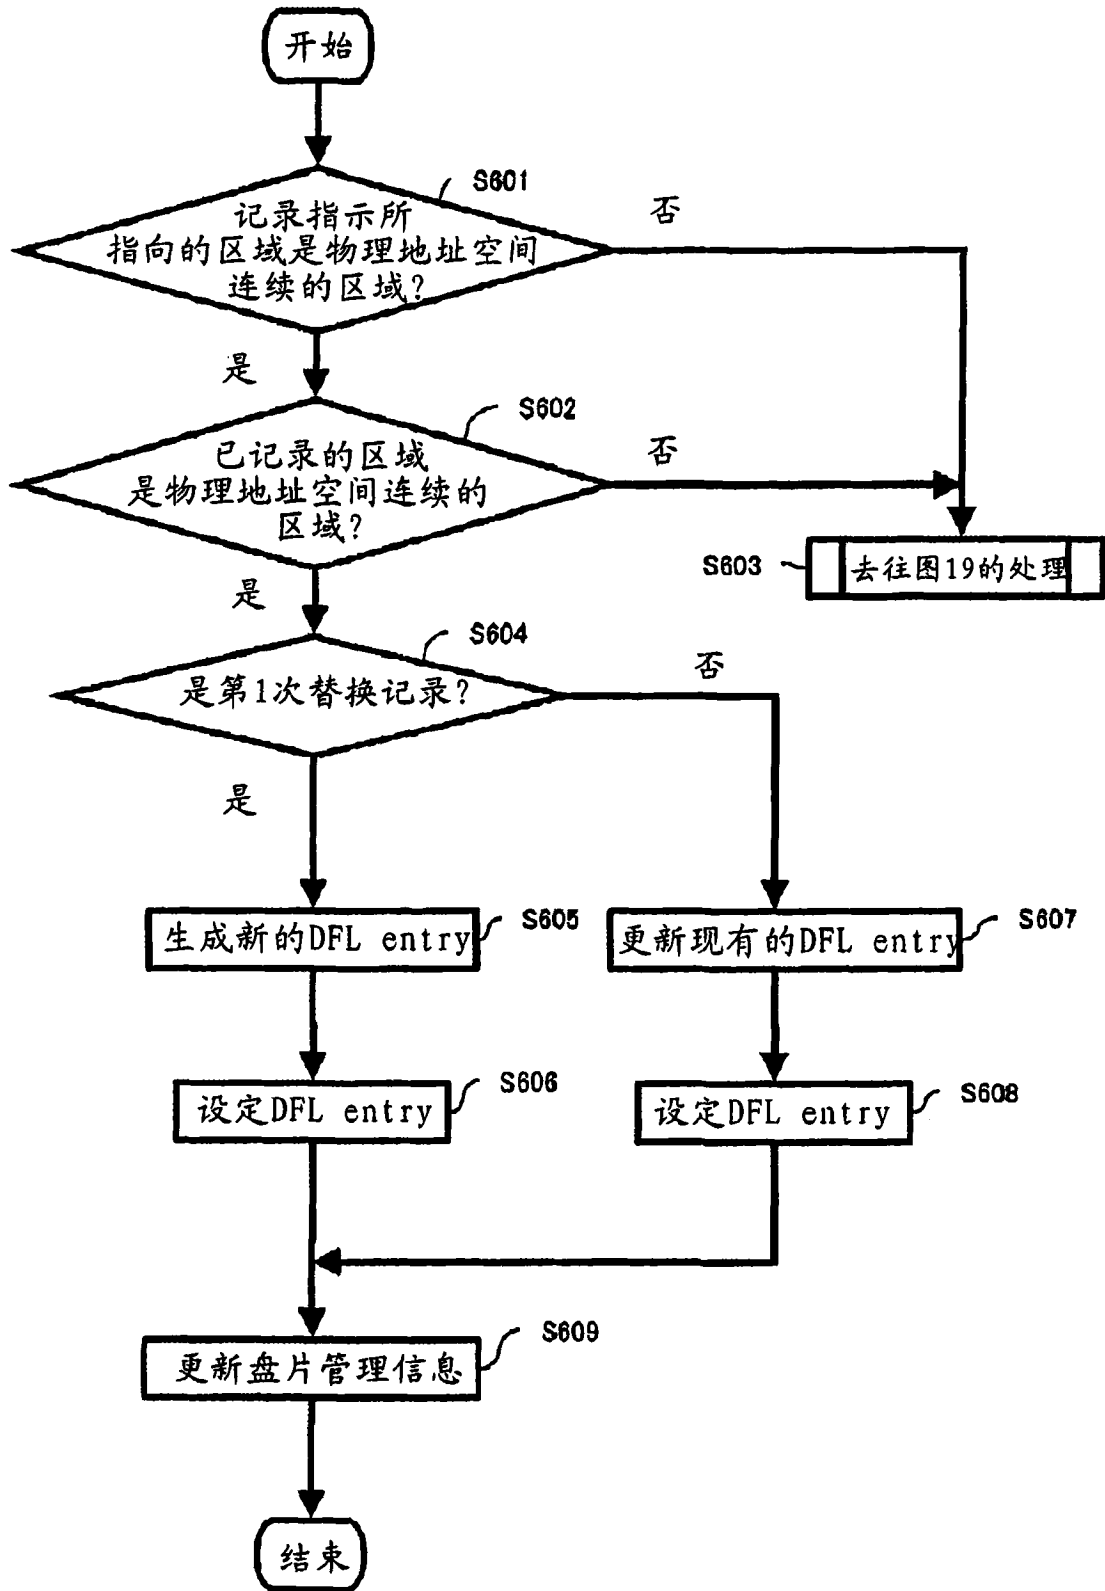 开始
S601
记录指示所
指向的区域是物理地址空间
连续的区域?
否
是
S602
已记录的区域
是物理地址空间连续的
区域?
否
S603
去往图19的处理
是
S604
是第1次替换记录?
否
是
生成新的DFL entry
S605
更新现有的DFL entry
S607
设定DFL entry
S606
设定DFL entry
S608
更新盘片管理信息
S609
结束